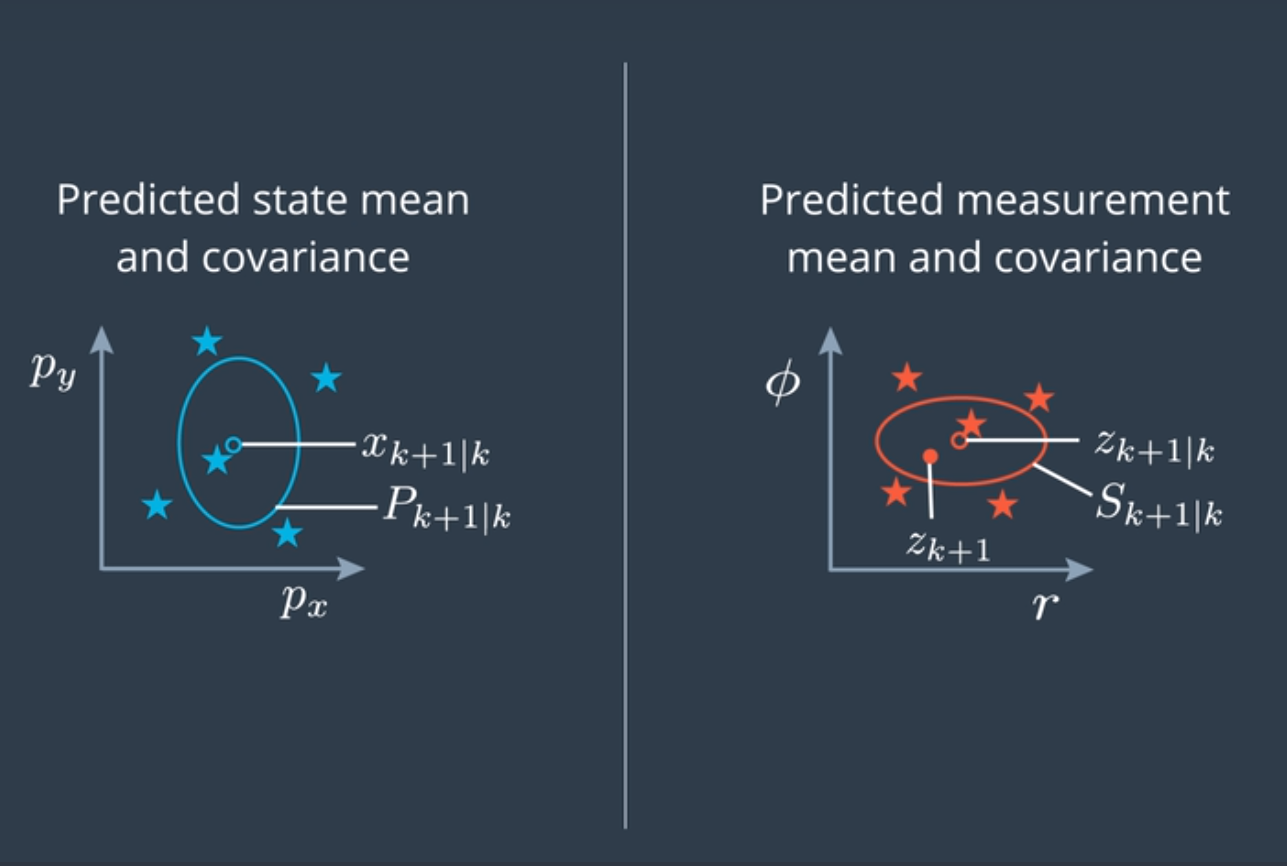 Predicted state mean
and covariance
p_y
x_{k+1|k}
P_{k+1|k}
p_x
Predicted measurement
mean and covariance
ϕ
z_{k+1|k}
S_{k+1|k}
z_{k+1}
r